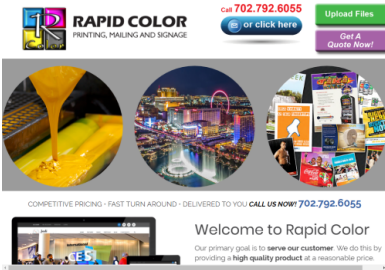 RAPID COLOR
PRINTING, MAILING AND SIGNAGE
Call 702.792.6055
or click here
Upload Files
Get A
Quote Now!
COMPETITIVE PRICING - FAST TURN AROUND - DELIVERED TO YOU CALL US NOW! 702.792.6055
Welcome to Rapid Color
Our primary goal is to serve our customer. We do this by
providing a high quality product at a reasonable price.